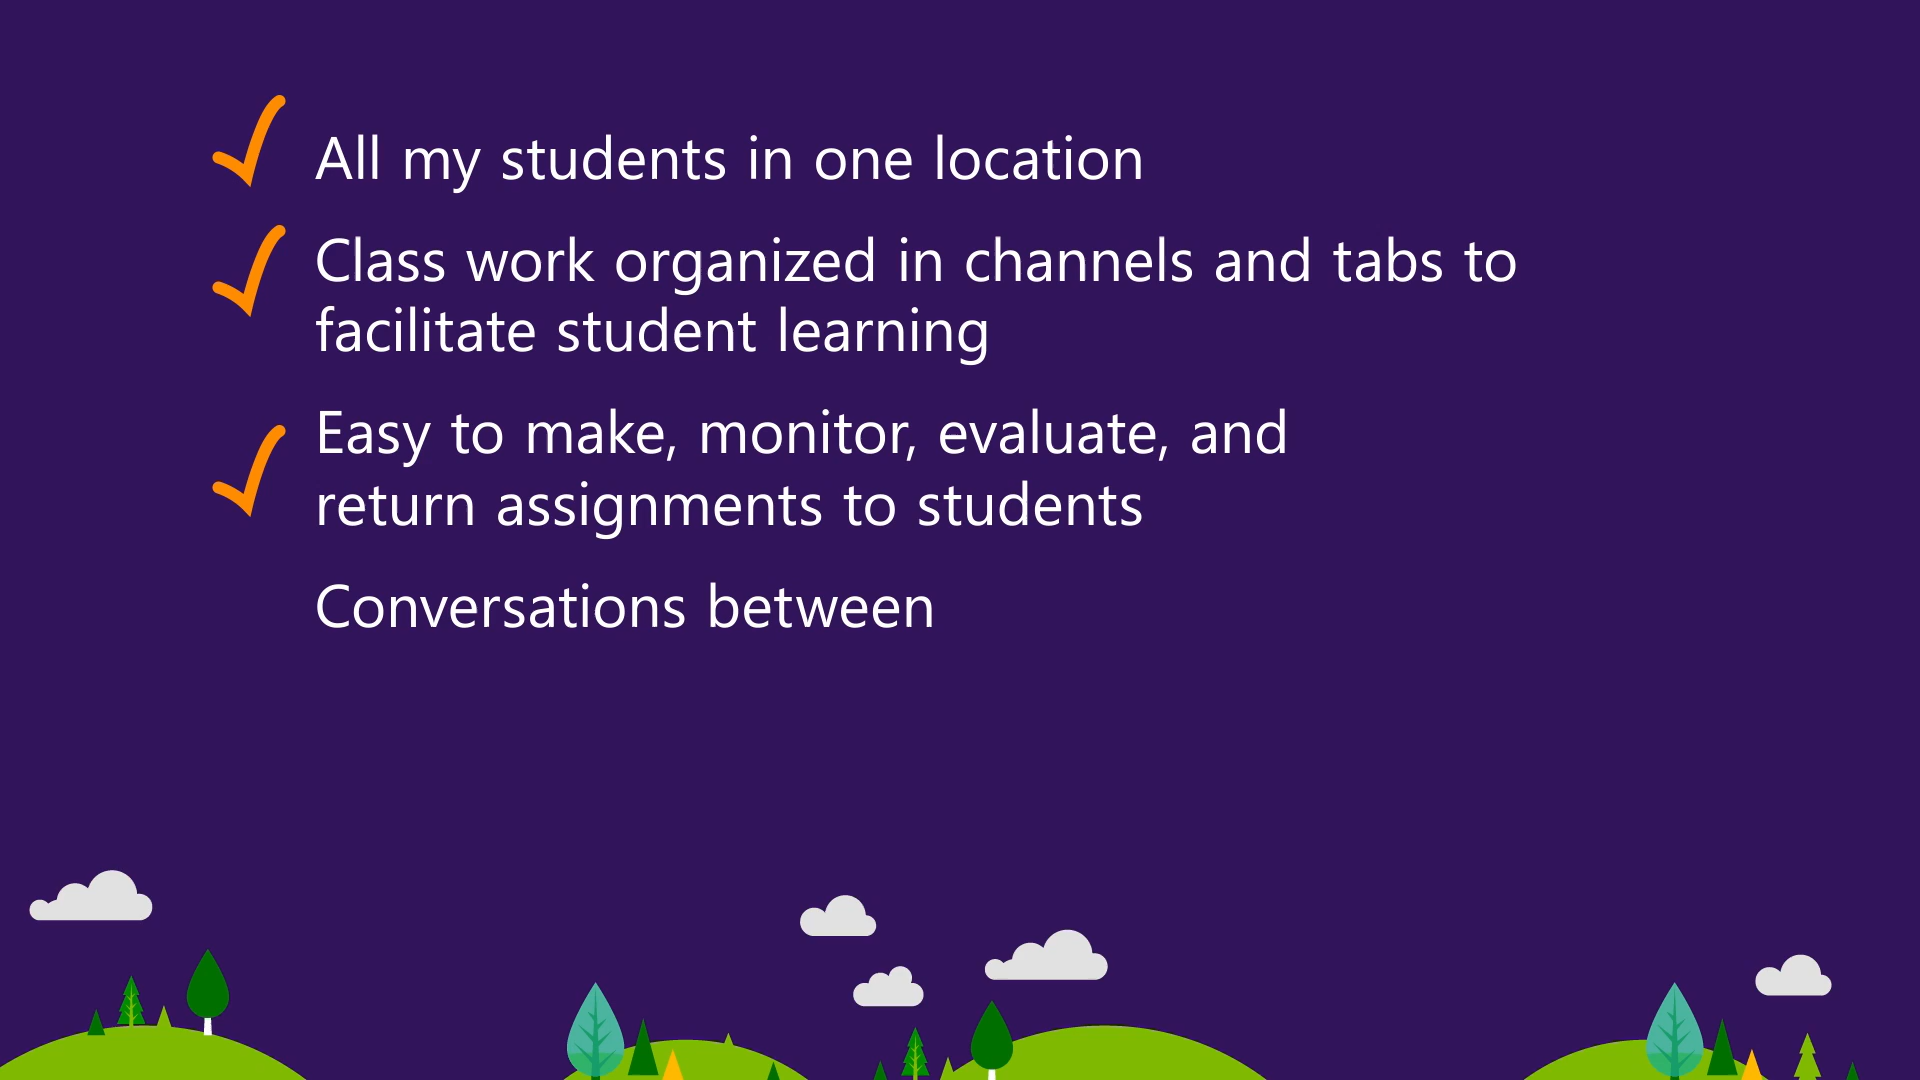 All my students in one location
Class work organized in channels and tabs to
facilitate student learning
Easy to make, monitor, evaluate, and
return assignments to students
Conversations between